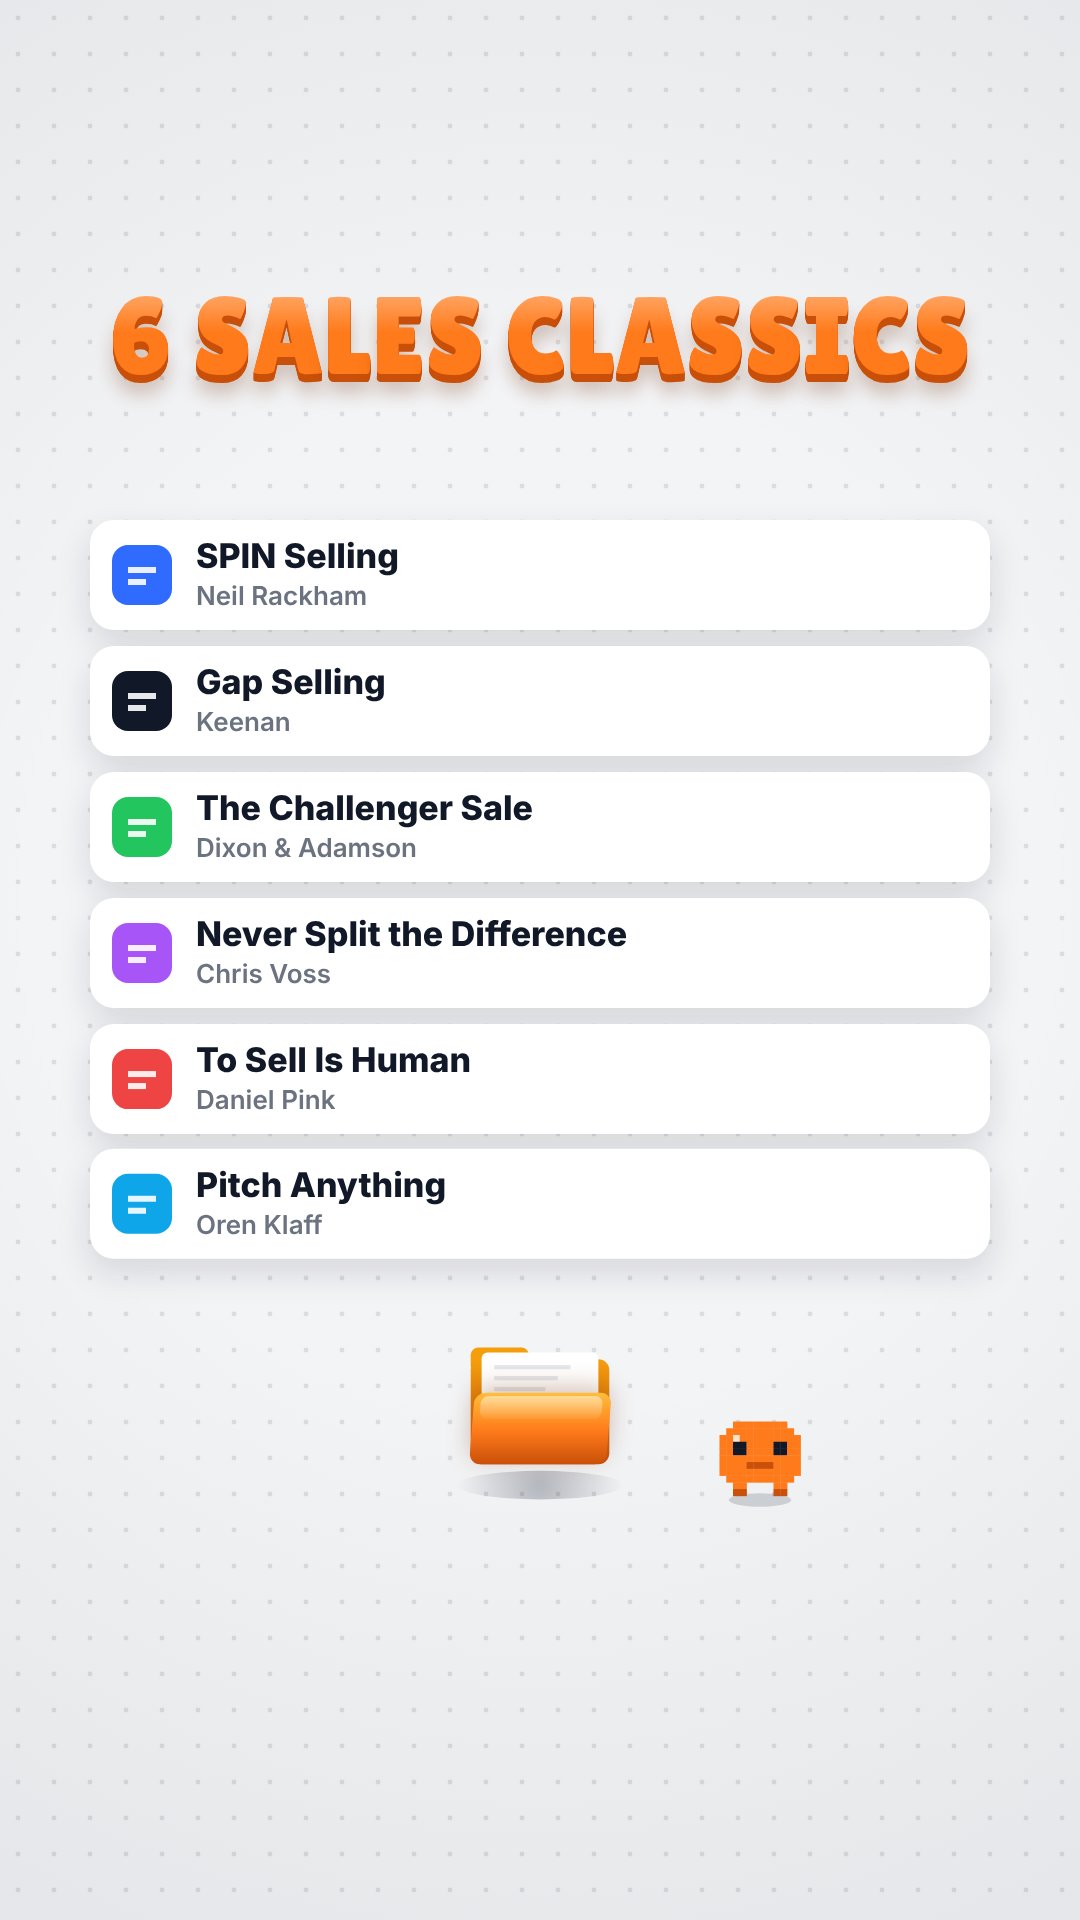 6 SALES CLASSICS
SPIN Selling
Neil Rackham
Gap Selling
Keenan
The Challenger Sale
Dixon & Adamson
Never Split the Difference
Chris Voss
To Sell Is Human
Daniel Pink
Pitch Anything
Oren Klaff